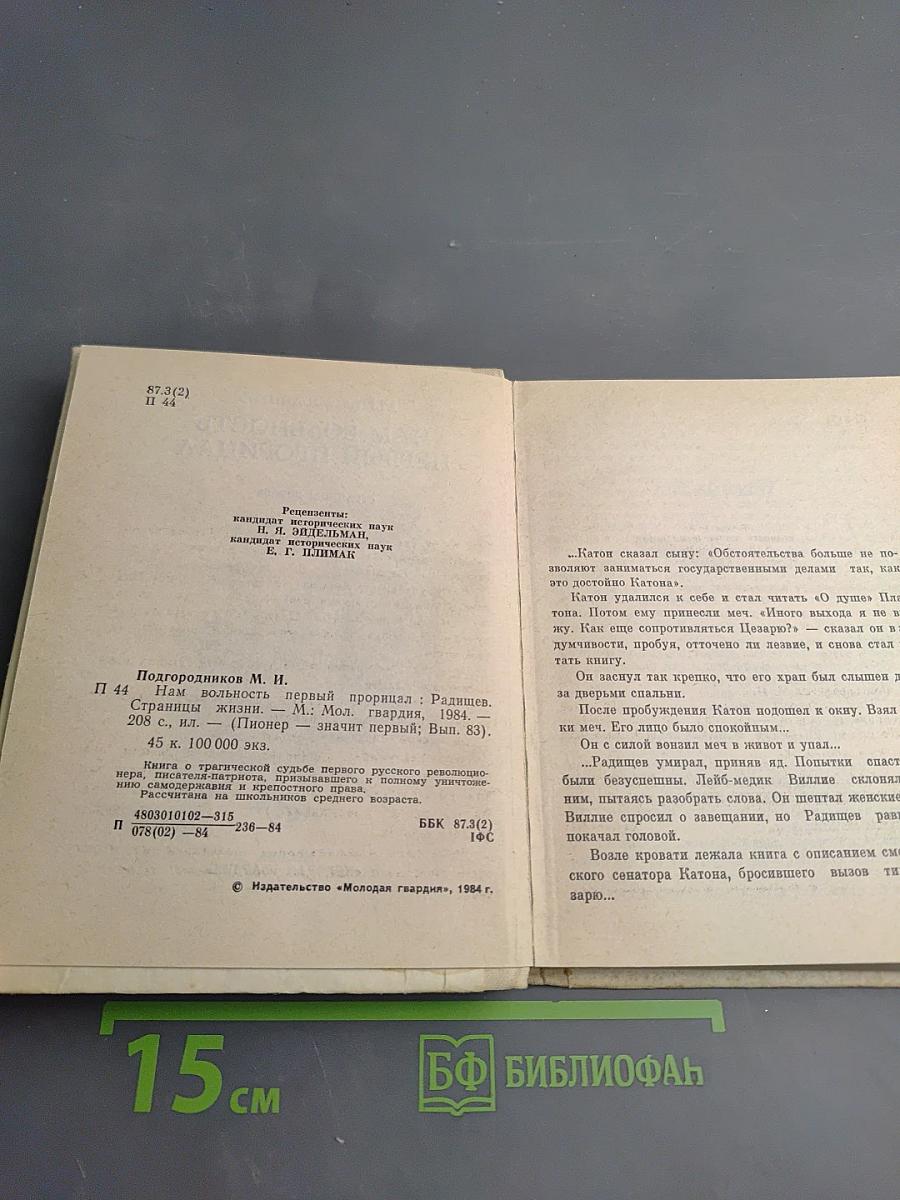 87.3(2)
П 44
Рецензенты:
кандидат исторических наук
Н. Я. ЭЙДЕЛЬМАН,
кандидат исторических наук
Е. Г. ПЛИМАК
Подгородников М. И.
П 44 Нам вольность первый прорицал : Радищев.
Страницы жизни. — М.: Мол. гвардия, 1984. —
208 с., ил. — (Пионер — значит первый; Вып. 83).
45 к. 100 000 экз.
Книга о трагической судьбе первого русского революцио-
нера, писателя-патриота, призывавшего к полному уничтоже-
нию самодержавия и крепостного права.
Рассчитана на школьников среднего возраста.
П 4803010102—315
078(02) —84 236—84
ББК 87.3(2)
1ФС
© Издательство «Молодая гвардия», 1984 г.
...Катон сказал сыну: «Обстоятельства больше не по-
зволяют заниматься государственными делами так, как
это достойно Катона».
Катон удалился к себе и стал читать «О душе» Пла
тона. Потом ему принесли меч. «Иного выхода я не в
жу. Как еще сопротивляться Цезарю?» — сказал он в
думчивости, пробуя, отточено ли лезвие, и снова стал
тать книгу.
Он заснул так крепко, что его храп был слышен д
за дверьми спальни.
После пробуждения Катон подошел к окну. Взял
ки меч. Его лицо было спокойным...
Он с силой вонзил меч в живот и упал...
...Радищев умирал, приняв яд. Попытки спаст
были безуспешны. Лейб-медик Виллие склонял
ним, пытаясь разобрать слова. Он шептал женские
Виллие спросил о завещании, но Радищев рав
покачал головой.
Возле кровати лежала книга с описанием сме
ского сенатора Катона, бросившего вызов ти
зарю...
15 см
БФ БИБЛИОФАН